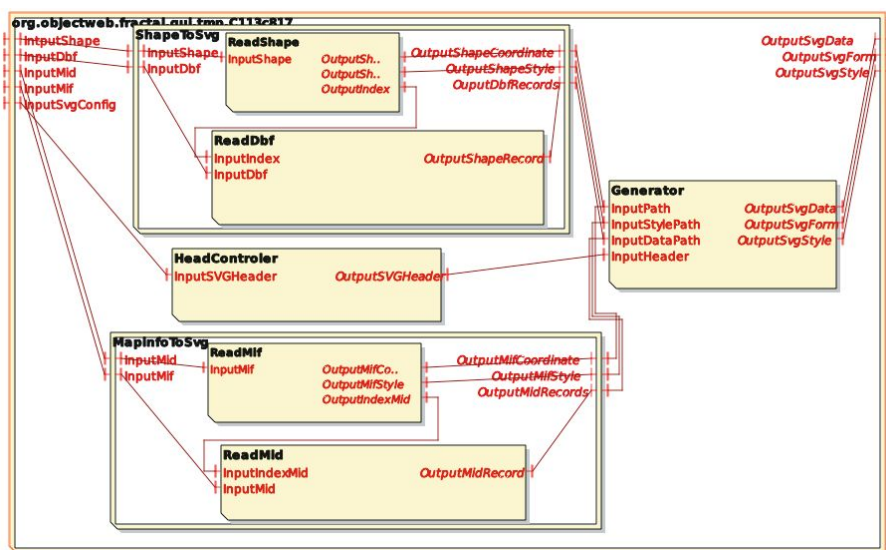 org.objectweb.fractal.gui.tmp.C113c817
IntputShape
InputDbf
InputMid
InputMif
InputSvgConfig
ShapeToSvg
InputShape
InputDbf
ReadShape
InputShape
OutputSh..
OutputSh..
OutputIndex
OutputShapeCoordinate
OutputShapeStyle
OuputDbfRecords
ReadDbf
InputIndex
InputDbf
OutputShapeRecord
OutputSvgData
OutputSvgForm
OutputSvgStyle
Generator
InputPath
InputStylePath
InputDataPath
InputHeader
OutputSvgData
OutputSvgForm
OutputSvgStyle
HeadControler
InputSVGHeader
OutputSVGHeader
MapInfoToSvg
InputMid
InputMif
ReadMif
InputMif
OutputMifCo..
OutputMifStyle
OutputIndexMid
OutputMifCoordinate
OutputMifStyle
OutputMidRecords
ReadMid
InputIndexMid
InputMid
OutputMidRecord